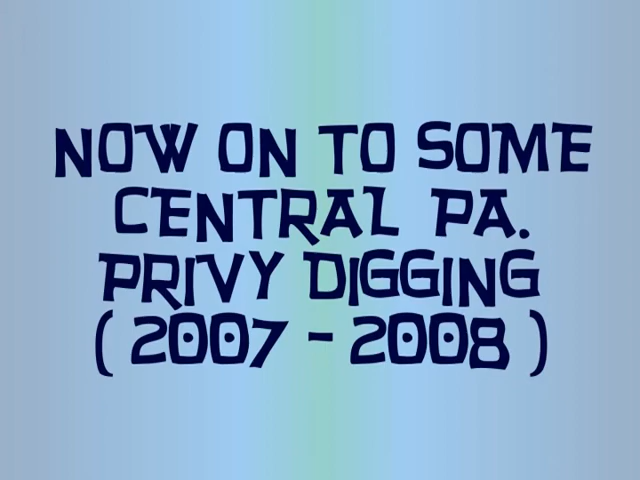 NOW ON TO SOME
CENTRAL PA.
PRIVY DIGGING
( 2007 - 2008 )